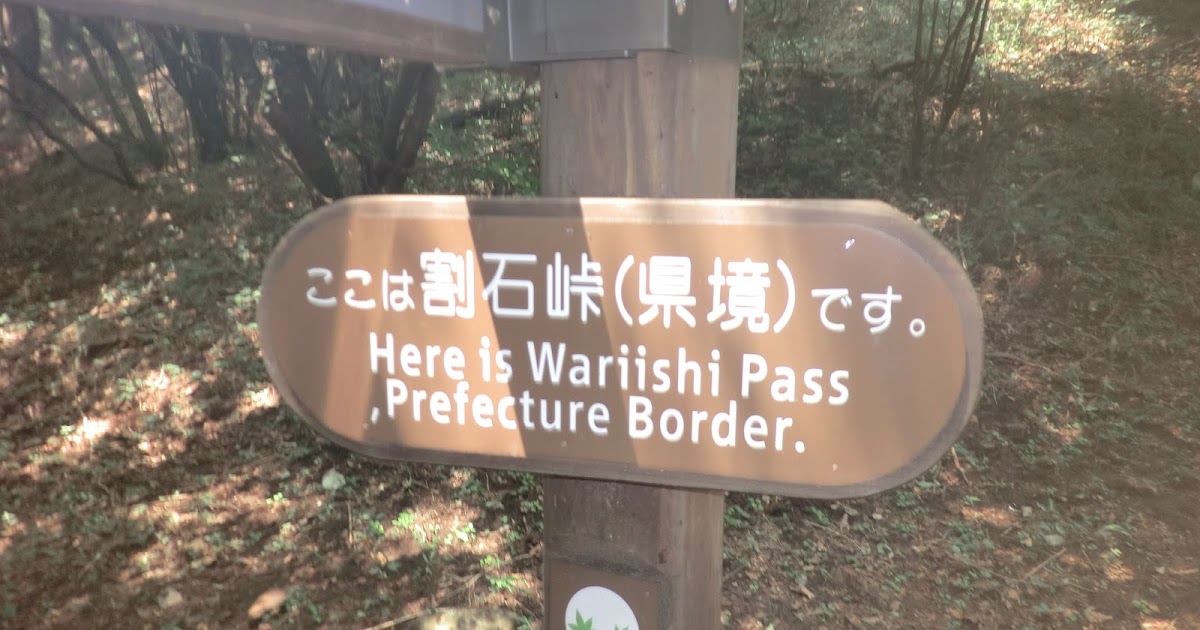 ここは割石峠(県境)です。
Here is Wariishi Pass
,Prefecture Border.